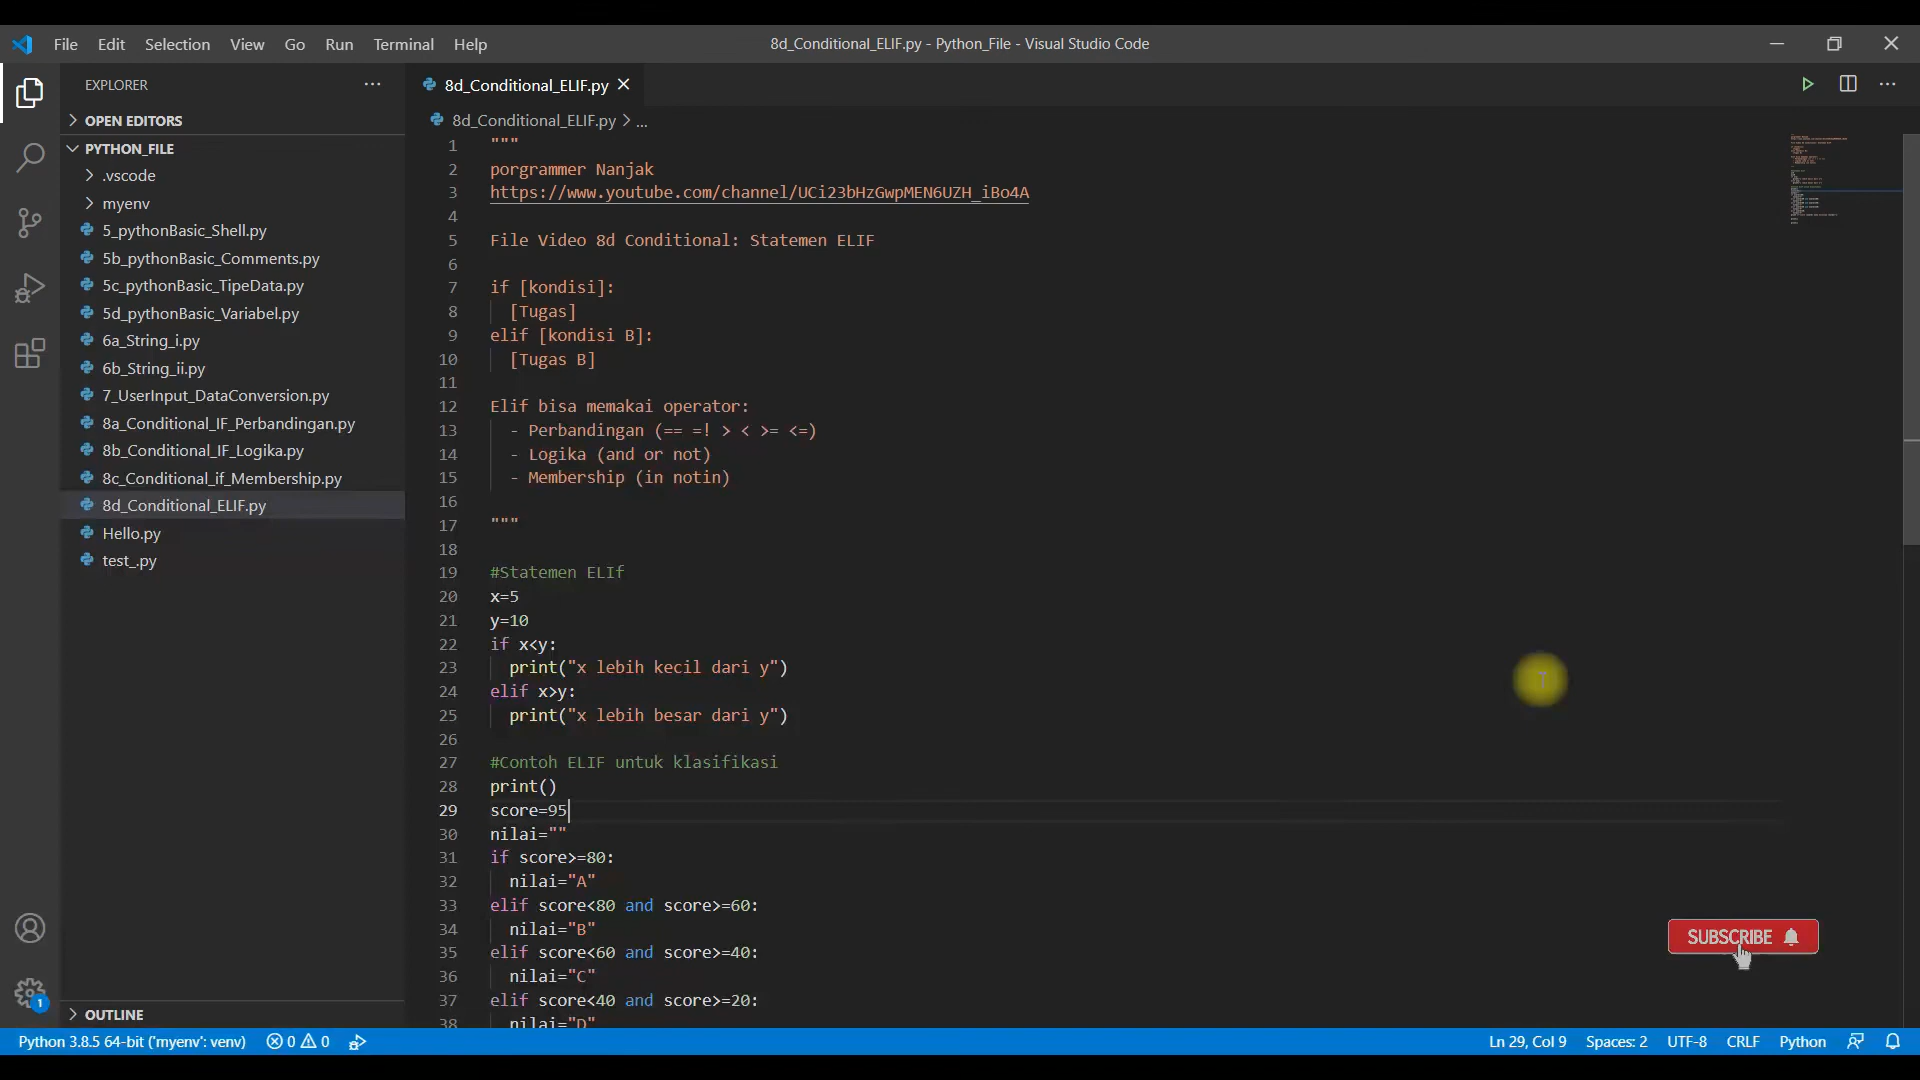 File Edit Selection View Go Run Terminal Help
8d_Conditional_ELIF.py - Python_File - Visual Studio Code
EXPLORER
OPEN EDITORS
PYTHON_FILE
.vscode
myenv
5_pythonBasic_Shell.py
5b_pythonBasic_Comments.py
5c_pythonBasic_TipeData.py
5d_pythonBasic_Variabel.py
6a_String_i.py
6b_String_ii.py
7_UserInput_DataConversion.py
8a_Conditional_IF_Perbandingan.py
8b_Conditional_IF_Logika.py
8c_Conditional_if_Membership.py
8d_Conditional_ELIF.py
Hello.py
test_.py
OUTLINE
8d_Conditional_ELIF.py
8d_Conditional_ELIF.py > ...
1 """
2 porgrammer Nanjak
3 https://www.youtube.com/channel/UCi23bHzGwpMEN6UZH_iBo4A
4
5 File Video 8d Conditional: Statemen ELIF
6
7 if [kondisi]:
8 [Tugas]
9 elif [kondisi B]:
10 [Tugas B]
11
12 Elif bisa memakai operator:
13 - Perbandingan (== =! > < >= <=)
14 - Logika (and or not)
15 - Membership (in notin)
16
17 """
18
19 #Statemen ELIf
20 x=5
21 y=10
22 if x<y:
23 print("x lebih kecil dari y")
24 elif x>y:
25 print("x lebih besar dari y")
26
27 #Contoh ELIF untuk klasifikasi
28 print()
29 score=95
30 nilai=""
31 if score>=80:
32 nilai="A"
33 elif score<80 and score>=60:
34 nilai="B"
35 elif score<60 and score>=40:
36 nilai="C"
37 elif score<40 and score>=20:
38 nilai="D"
SUBSCRIBE
1
Python 3.8.5 64-bit ('myenv': venv) 0 0
Ln 29, Col 9 Spaces: 2 UTF-8 CRLF Python